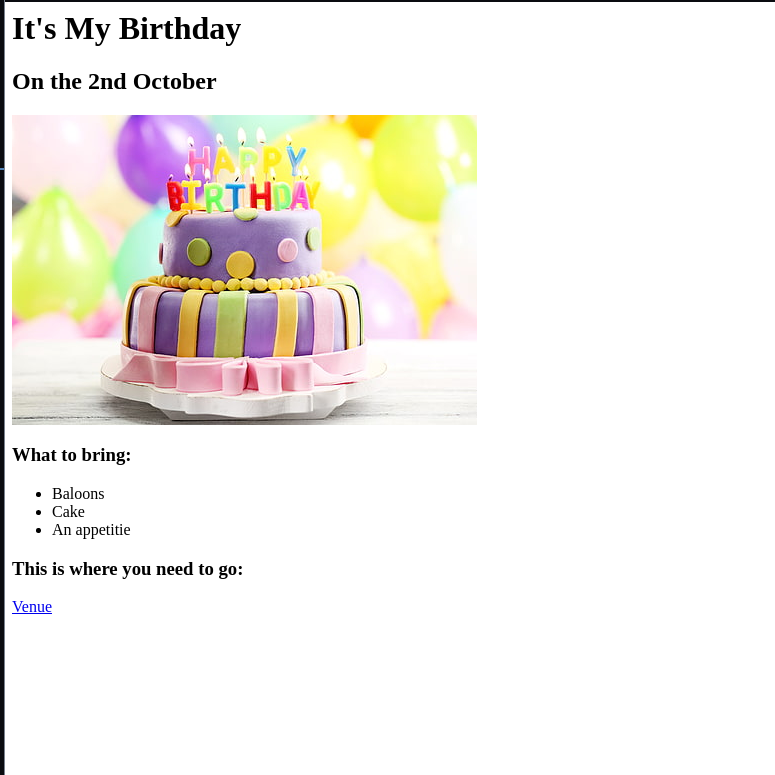 It's My Birthday
On the 2nd October
HAPPY
BIRTHDAY
What to bring:
Baloons
Cake
An appetitie
This is where you need to go:
Venue